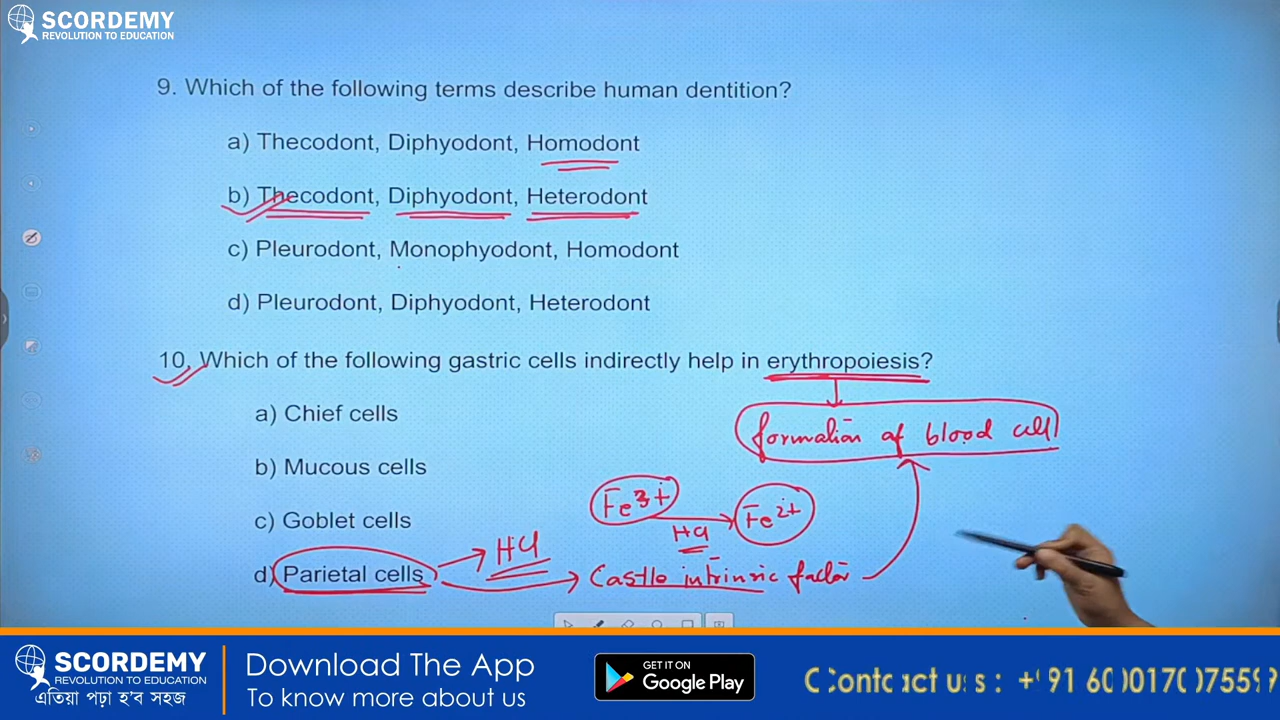 SCORDEMY
REVOLUTION TO EDUCATION
9. Which of the following terms describe human dentition?
a) Thecodont, Diphyodont, Homodont
b) Thecodont, Diphyodont, Heterodont
c) Pleurodont, Monophyodont, Homodont
d) Pleurodont, Diphyodont, Heterodont
10. Which of the following gastric cells indirectly help in erythropoiesis?
formation of blood cell
a) Chief cells
b) Mucous cells
c) Goblet cells
Fe3+
HCl
Fe2+
d) Parietal cells
HCl
Castle intrinsic factor
SCORDEMY
REVOLUTION TO EDUCATION
এতিয়া পঢ়া হ'ব সহজ
Download The App
To know more about us
GET IT ON
Google Play
Contact us :